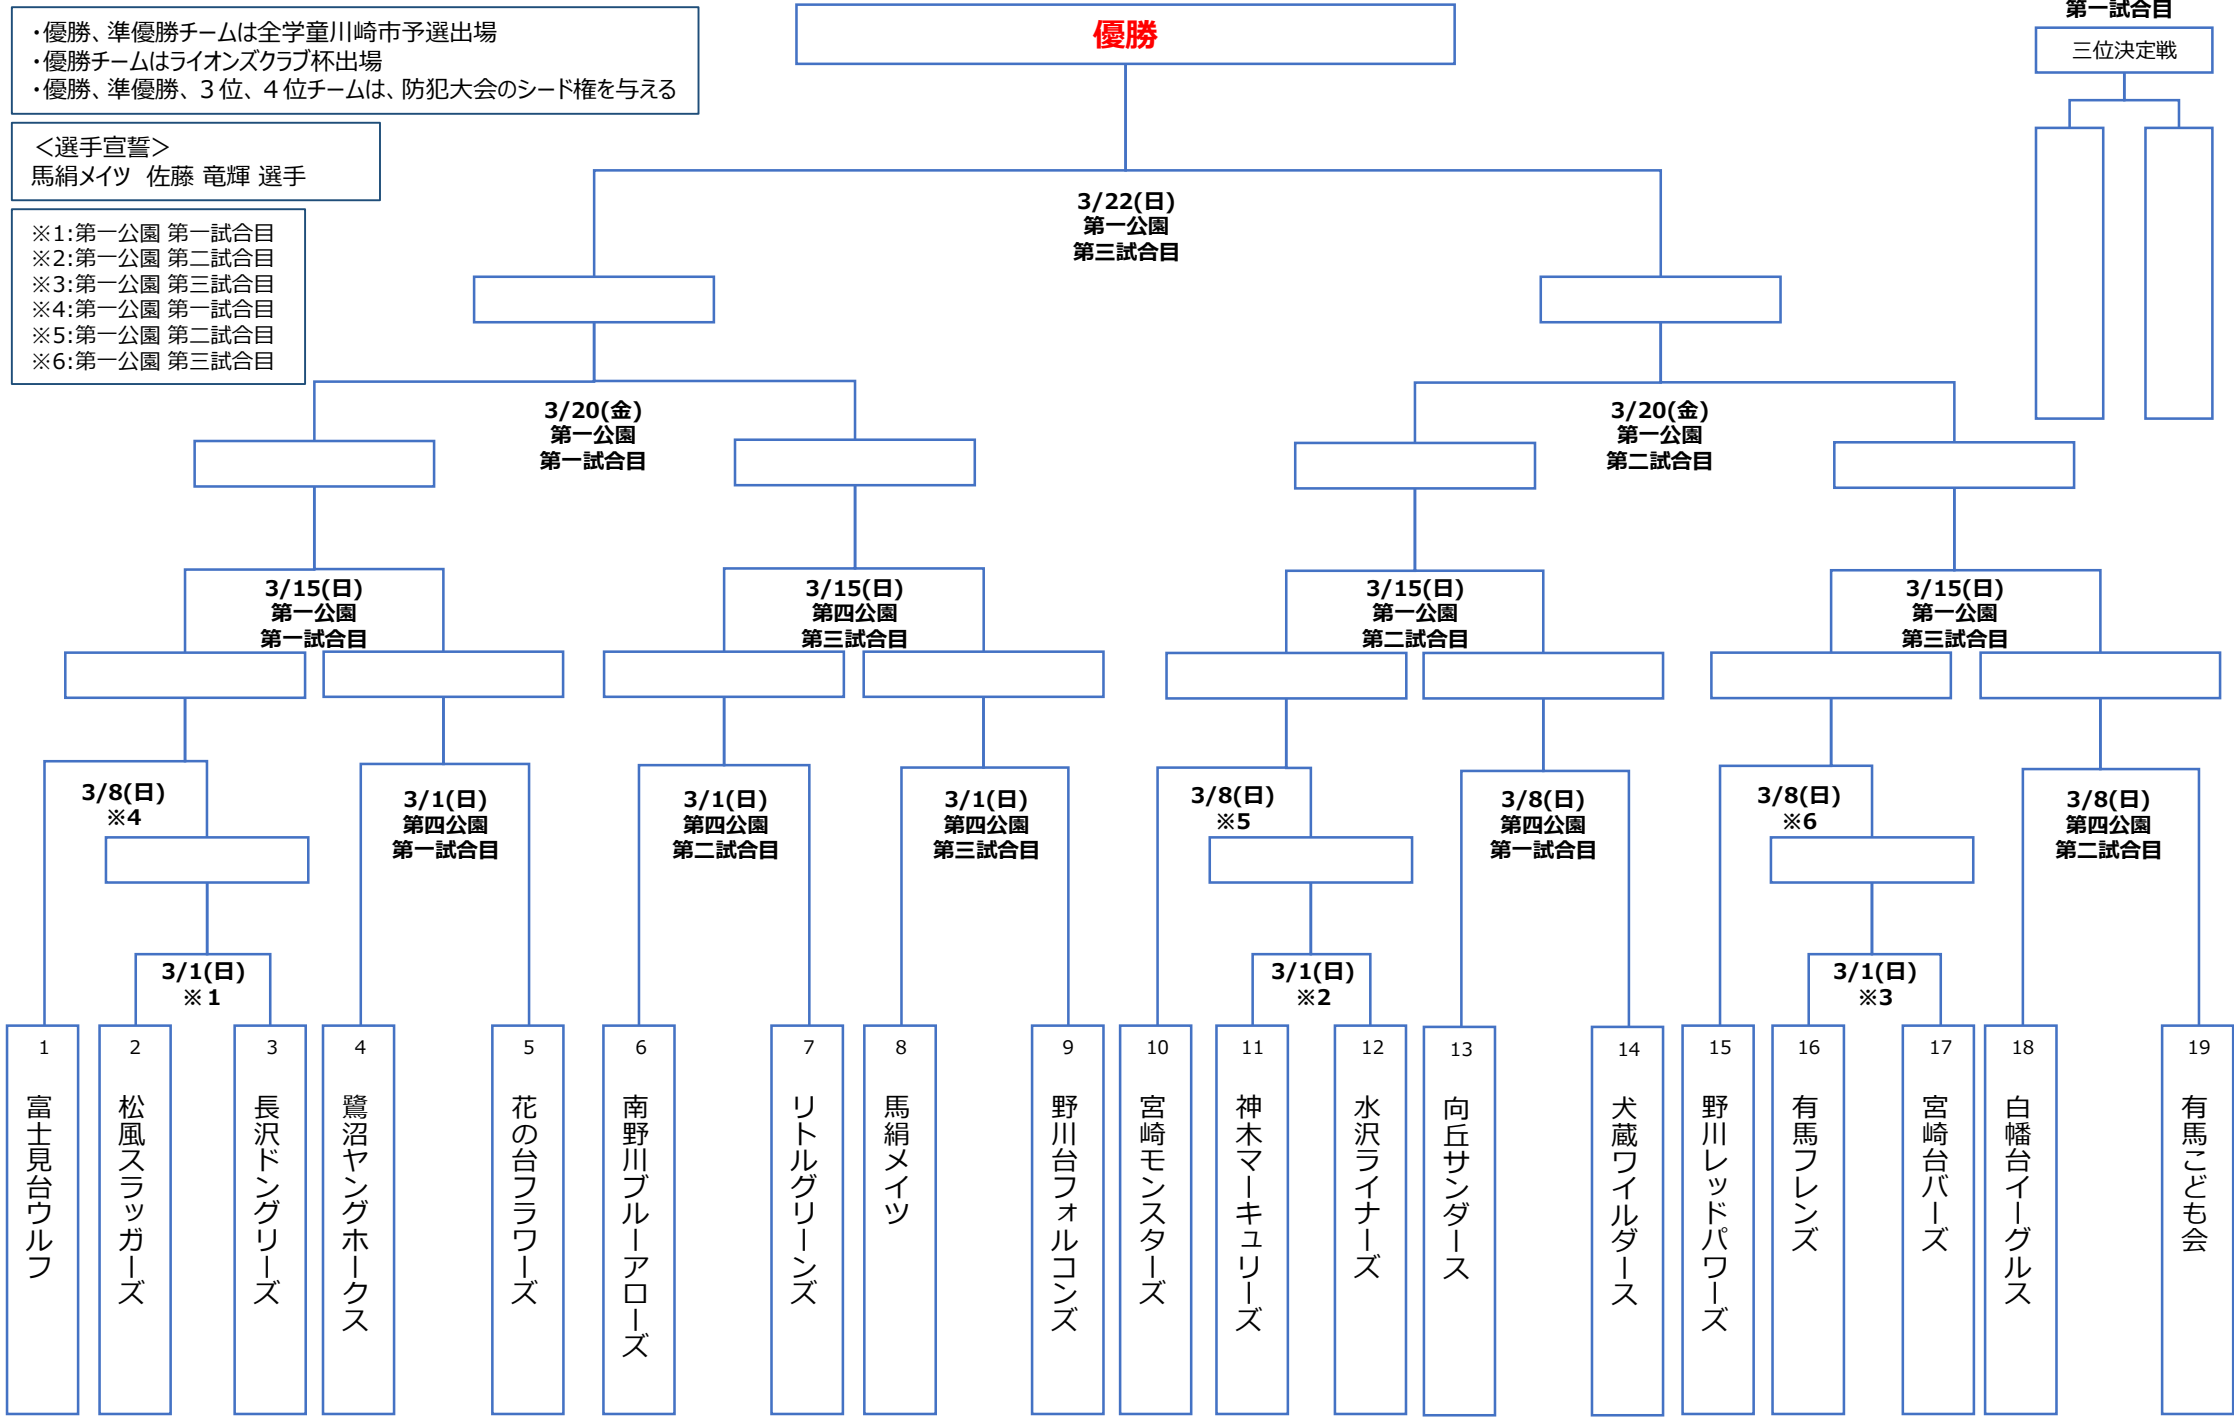 ・優勝、準優勝チームは全学童川崎市予選出場
・優勝チームはライオンズクラブ杯出場
・優勝、準優勝、３位、４位チームは、防犯大会のシード権を与える
＜選手宣誓＞
馬絹メイツ 佐藤 竜輝 選手
※1:第一公園 第一試合目
※2:第一公園 第二試合目
※3:第一公園 第三試合目
※4:第一公園 第一試合目
※5:第一公園 第二試合目
※6:第一公園 第三試合目
優勝
第一試合目
三位決定戦
3/22(日)
第一公園
第三試合目
3/20(金)
第一公園
第一試合目
3/20(金)
第一公園
第二試合目
3/15(日)
第一公園
第一試合目
3/15(日)
第四公園
第三試合目
3/15(日)
第一公園
第二試合目
3/15(日)
第一公園
第三試合目
3/8(日)
※4
3/1(日)
第四公園
第一試合目
3/1(日)
第四公園
第二試合目
3/1(日)
第四公園
第三試合目
3/8(日)
※5
3/8(日)
第四公園
第一試合目
3/8(日)
※6
3/8(日)
第四公園
第二試合目
3/1(日)
※１
3/1(日)
※2
3/1(日)
※3
1
富士見台ウルフ
2
松風スラッガーズ
3
長沢ドングリーズ
4
鷺沼ヤングホークス
5
花の台フラワーズ
6
南野川ブルーアローズ
7
リトルグリーンズ
8
馬絹メイツ
9
野川台フォルコンズ
10
宮崎モンスターズ
11
神木マーキュリーズ
12
水沢ライナーズ
13
向丘サンダース
14
犬蔵ワイルダース
15
野川レッドパワーズ
16
有馬フレンズ
17
宮崎台バーズ
18
白幡台イーグルス
19
有馬こども会